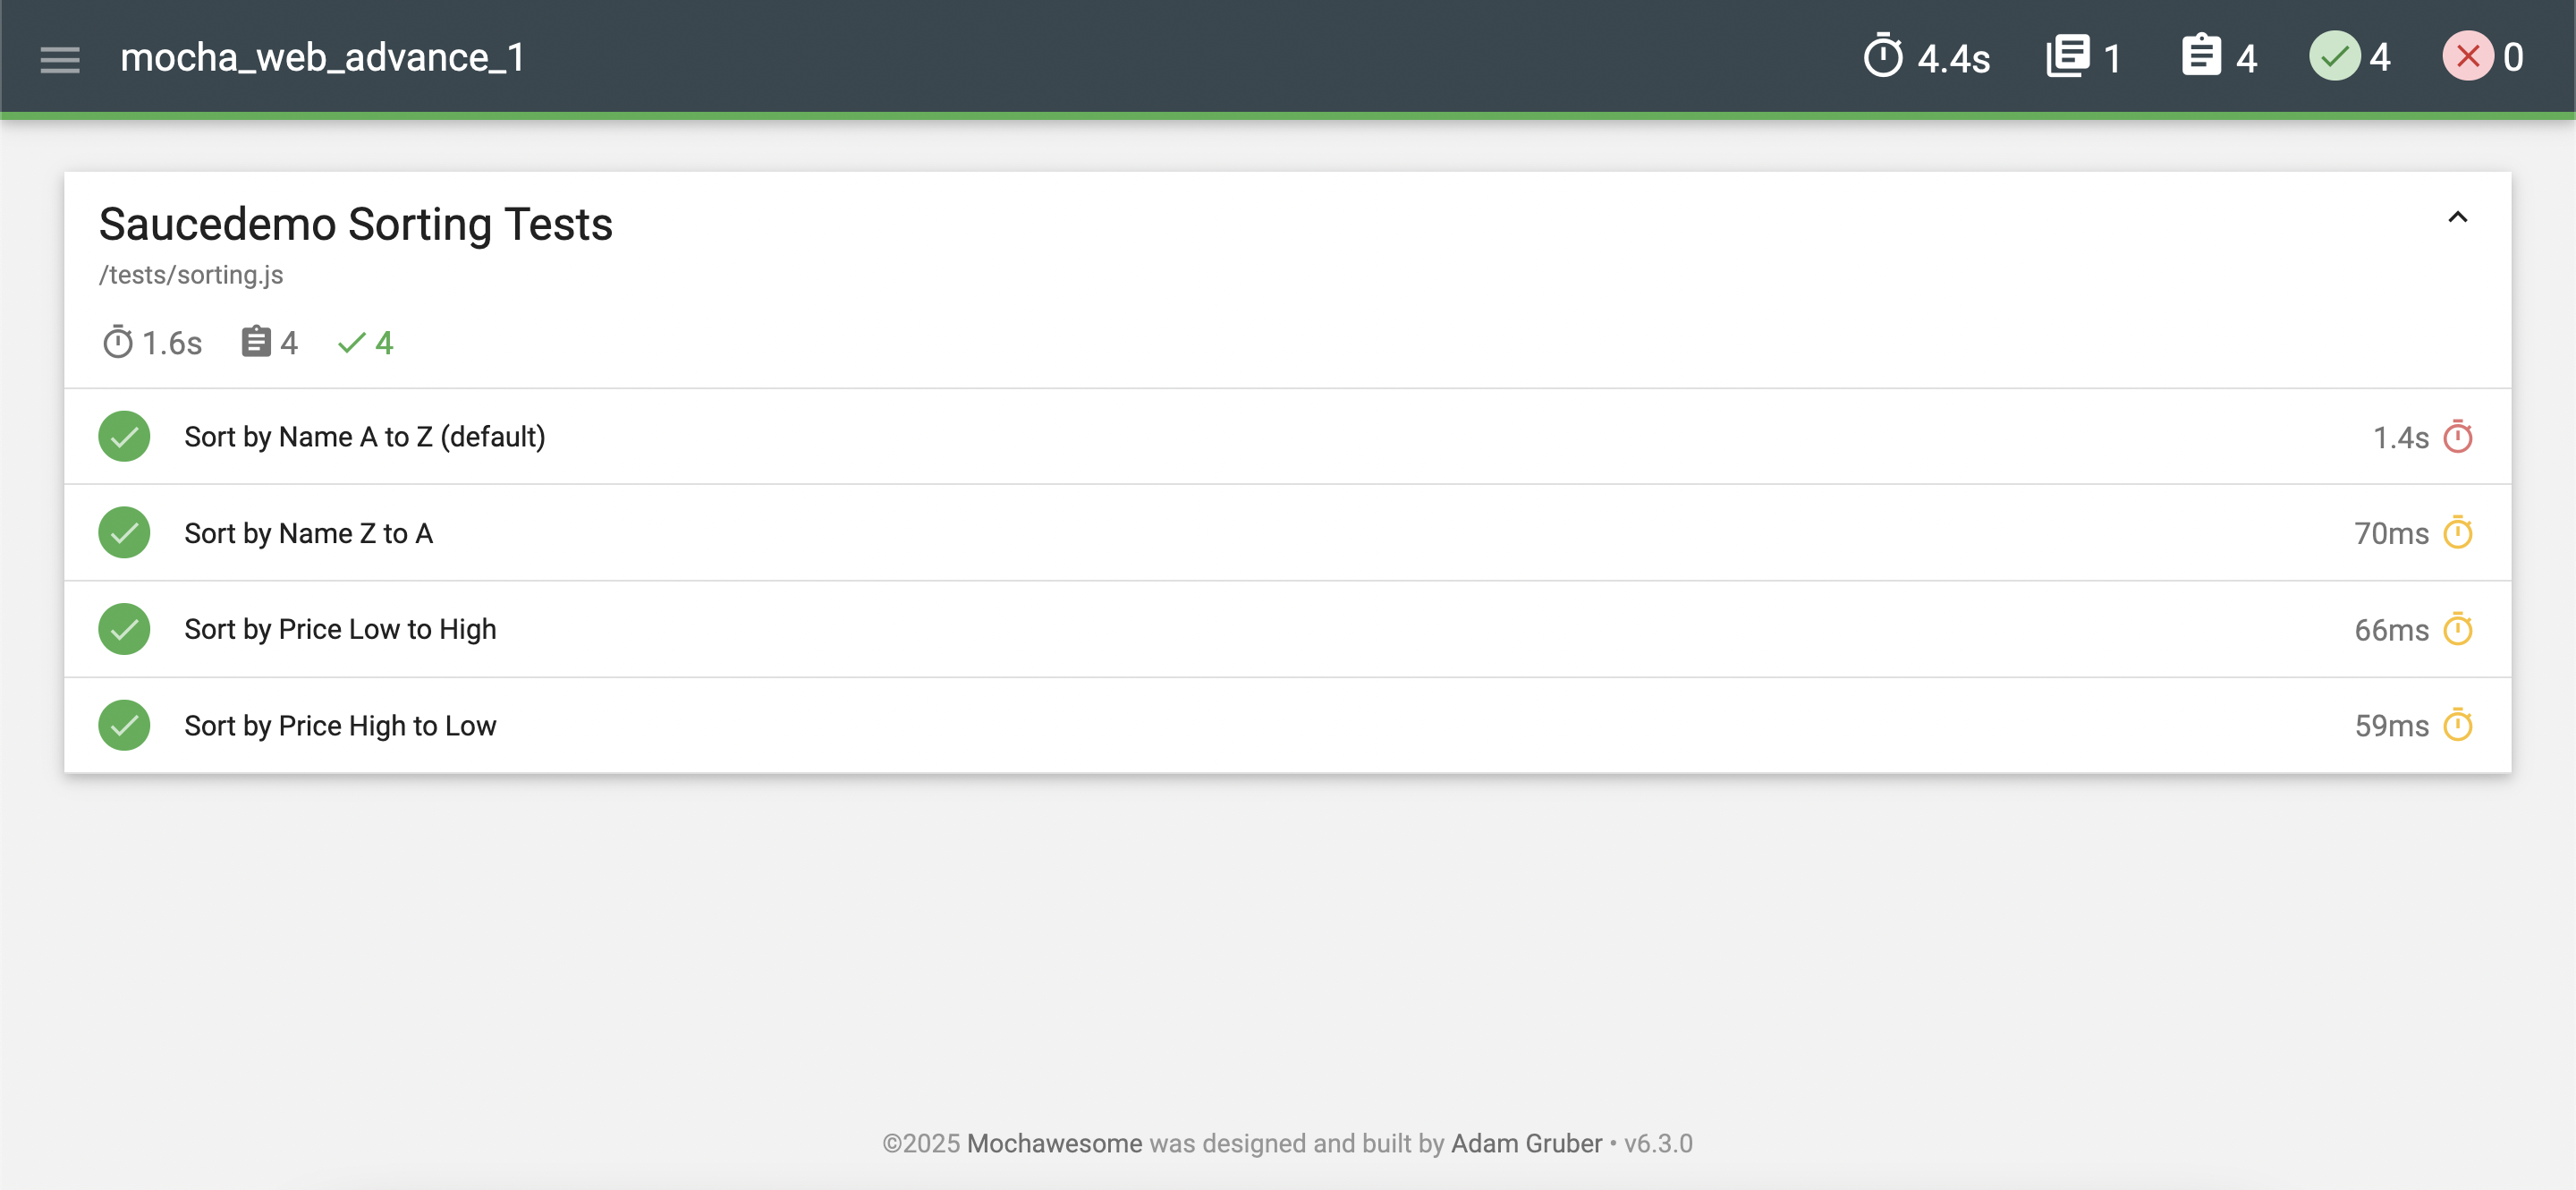 mocha_web_advance_1
4.4s 1 4 4 0
Saucedemo Sorting Tests
/tests/sorting.js
1.6s 4 4
Sort by Name A to Z (default) 1.4s
Sort by Name Z to A 70ms
Sort by Price Low to High 66ms
Sort by Price High to Low 59ms
©2025 Mochawesome was designed and built by Adam Gruber • v6.3.0